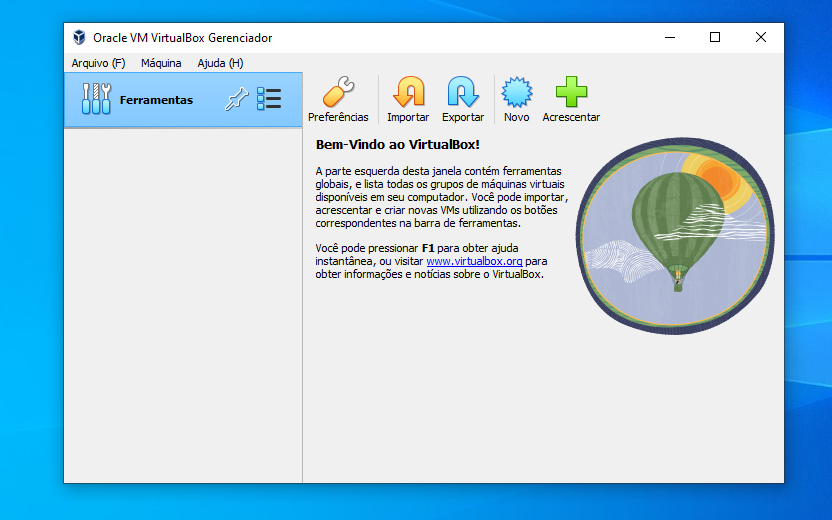 Oracle VM VirtualBox Gerenciador
Arquivo (F) Máquina Ajuda (H)
Ferramentas
Preferências Importar Exportar Novo Acrescentar
Bem-Vindo ao VirtualBox!
A parte esquerda desta janela contém ferramentas
globais, e lista todas os grupos de máquinas virtuais
disponíveis em seu computador. Você pode importar,
acrescentar e criar novas VMs utilizando os botões
correspondentes na barra de ferramentas.
Você pode pressionar F1 para obter ajuda
instantânea, ou visitar www.virtualbox.org para
obter informações e notícias sobre o VirtualBox.